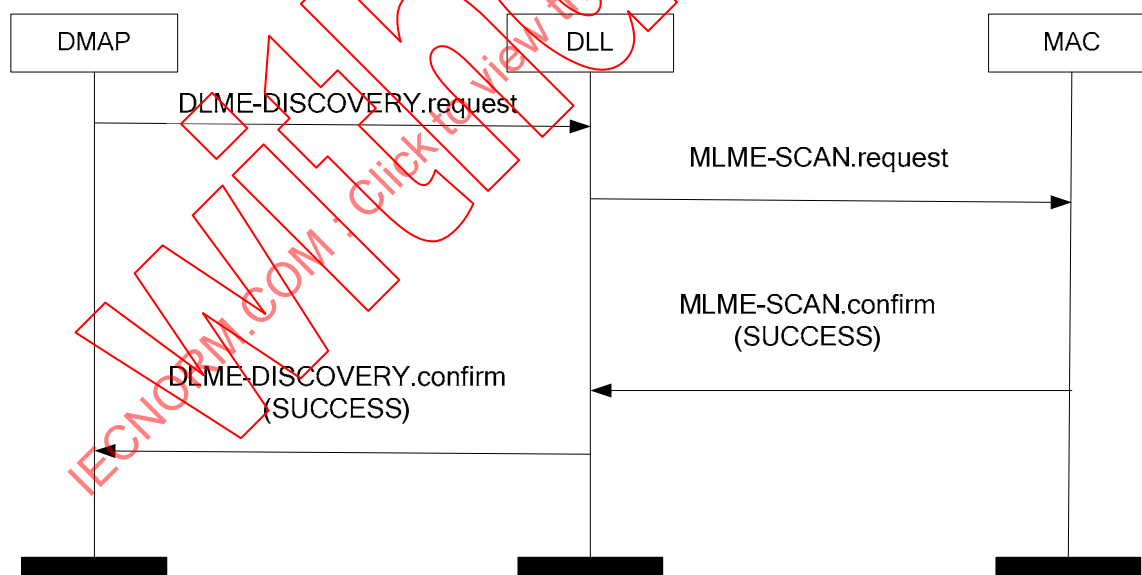 DMAP
DLL
MAC
DLME-DISCOVERY.request
MLME-SCAN.request
MLME-SCAN.confirm
(SUCCESS)
DLME-DISCOVERY.confirm
(SUCCESS)
IECNORM.COM : Click to view